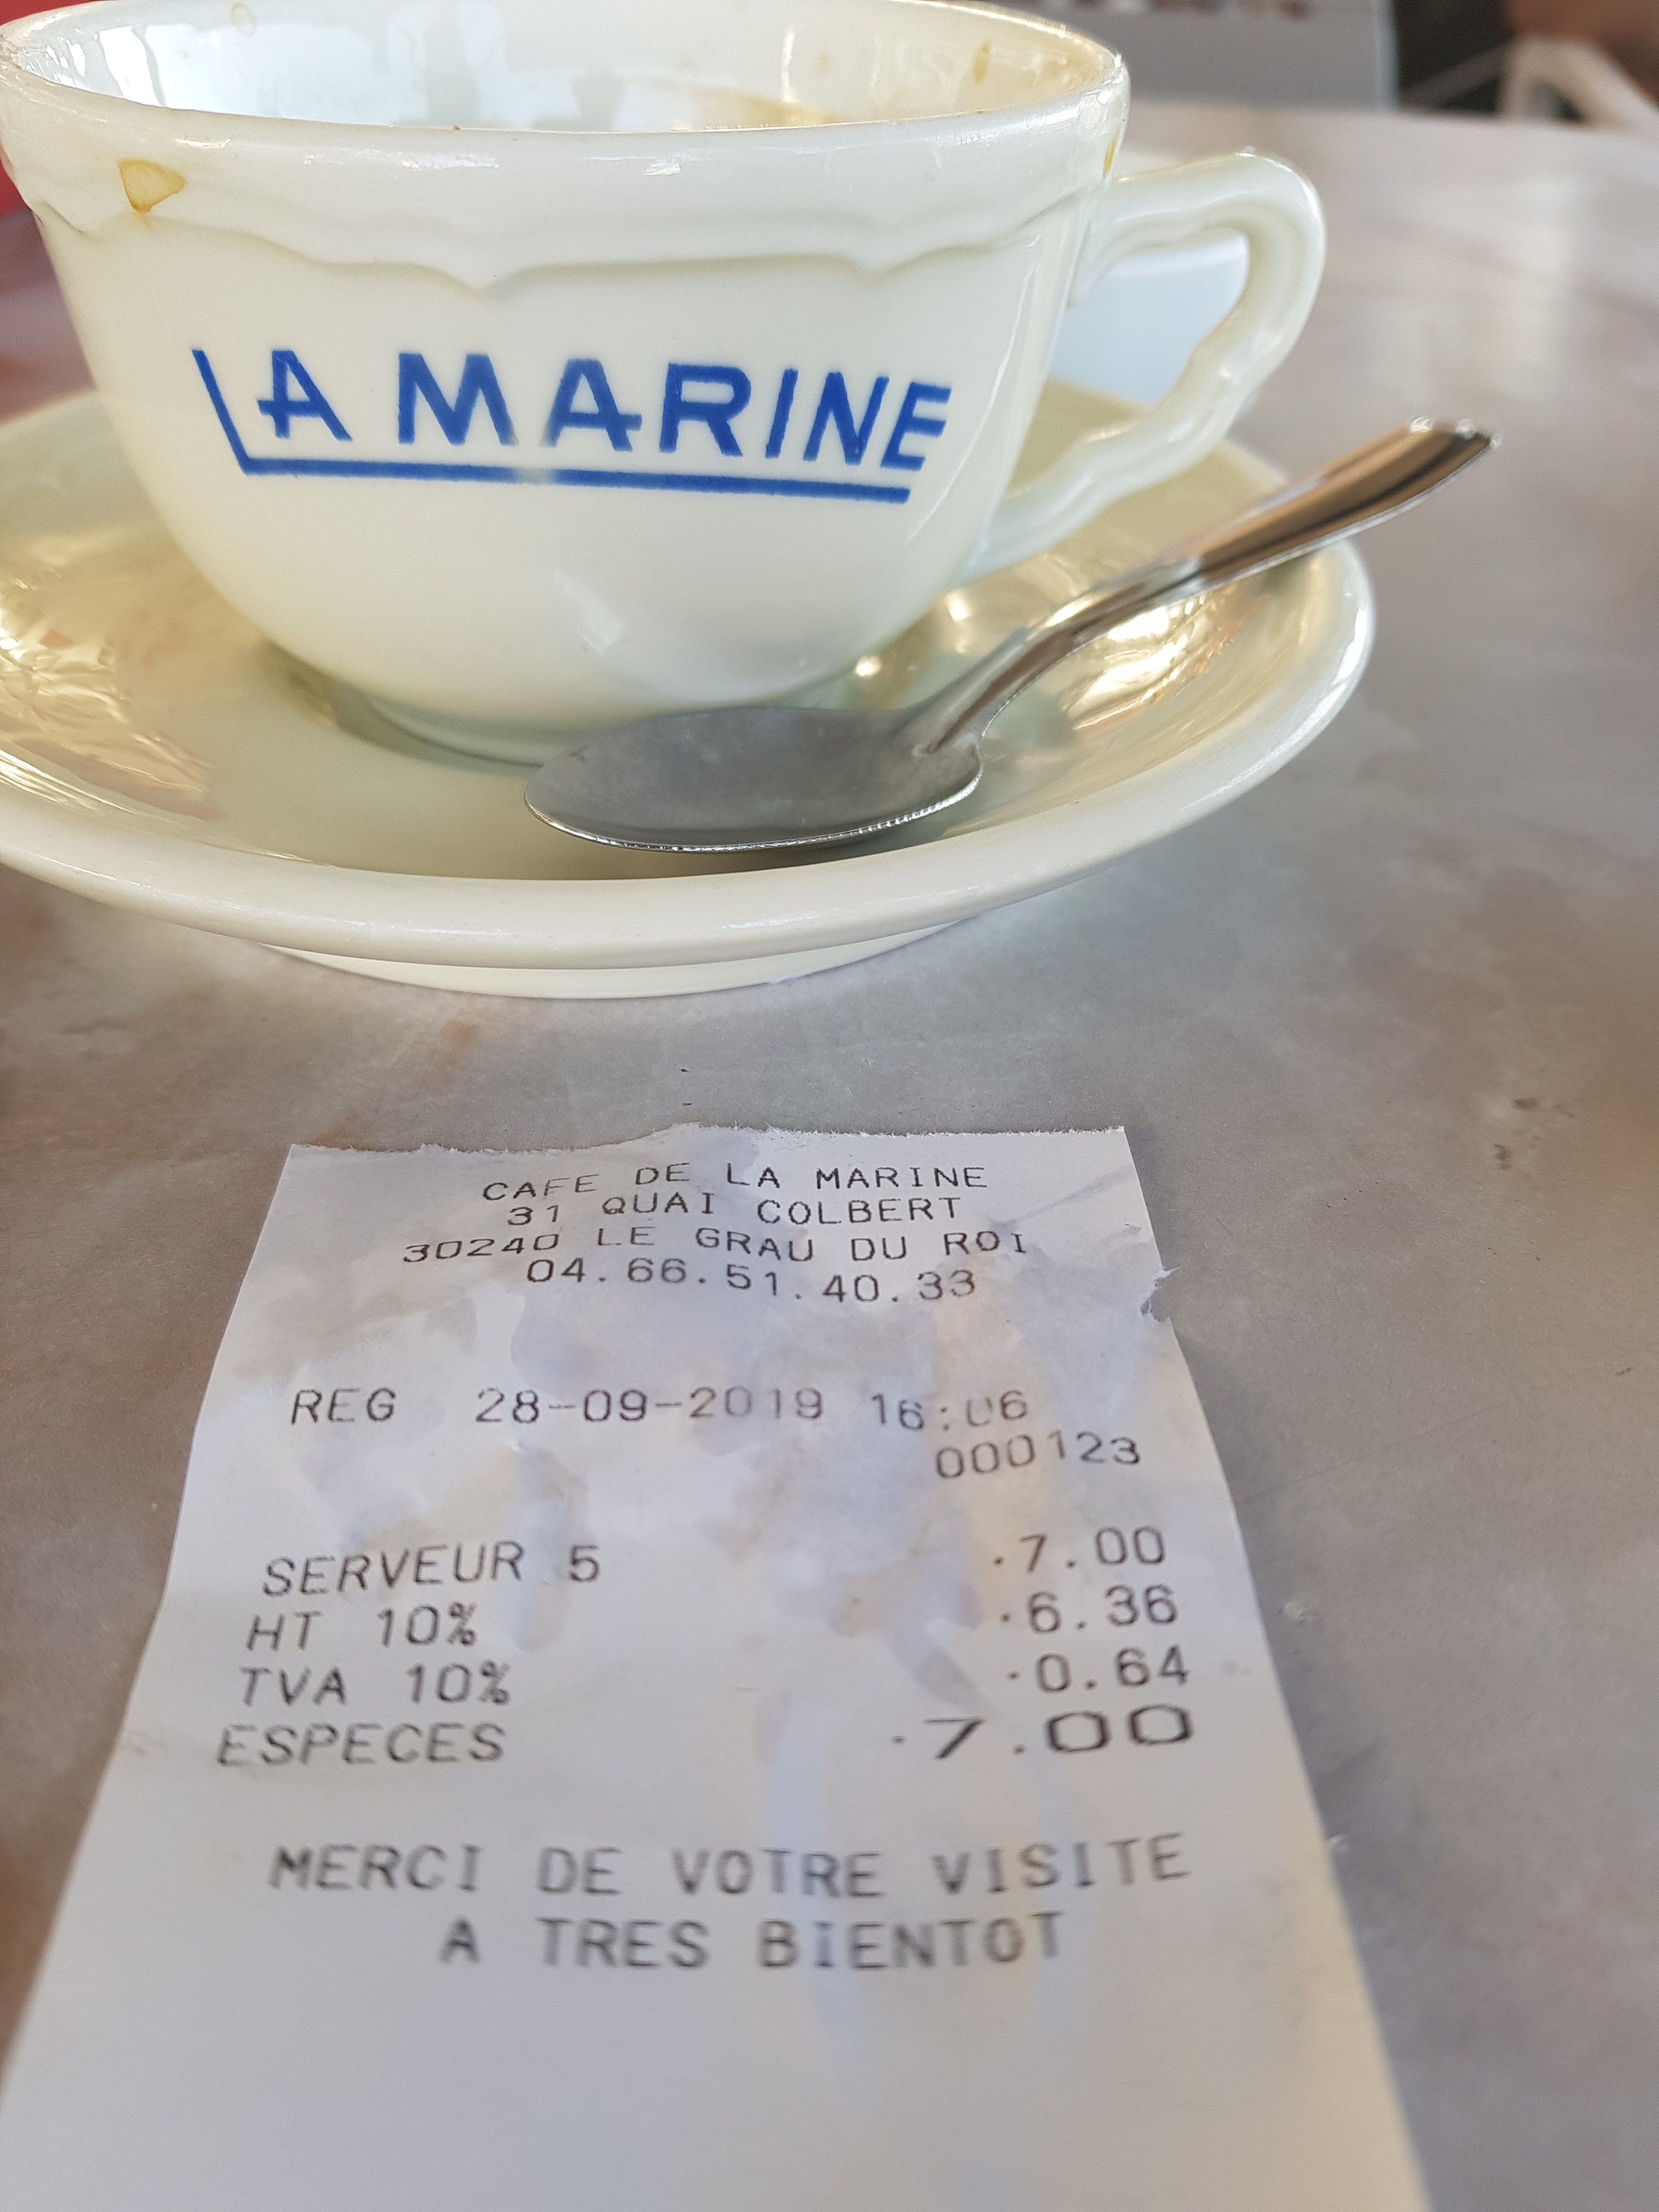 LA MARINE
CAFE DE LA MARINE
31 QUAI COLBERT
30240 LE GRAU DU ROI
04.66.51.40.33
REG 28-09-2019 16:06
000123
SERVEUR 5 ·7.00
HT 10% ·6.36
TVA 10% ·0.64
ESPECES ·7.00
MERCI DE VOTRE VISITE
A TRES BIENTOT